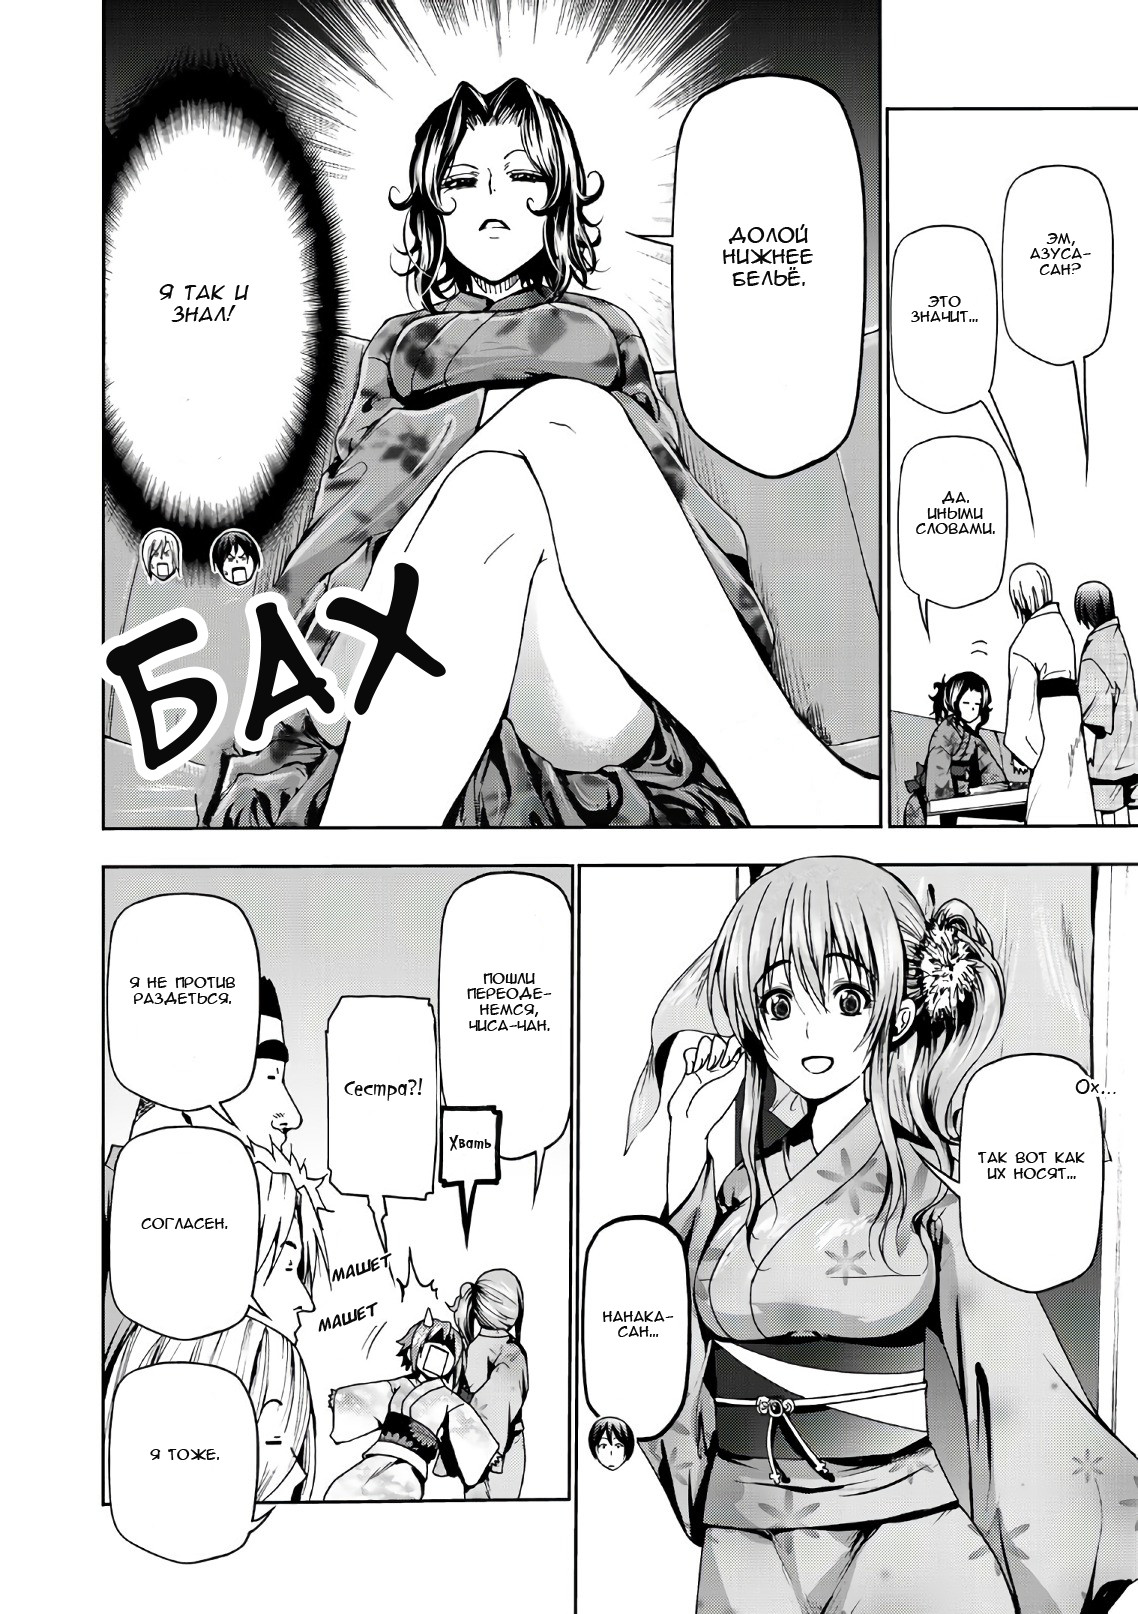 ЭМ,
АЗУСА-
САН?
ЭТО
ЗНАЧИТ...
ДА.
ИНЫМИ
СЛОВАМИ.
ДОЛОЙ
НИЖНЕЕ
БЕЛЬЁ.
Я ТАК И
ЗНАЛ!
БАХ
Ох...
ТАК ВОТ КАК
ИХ НОСЯТ...
НАНАКА-
САН...
ПОШЛИ
ПЕРЕОДЕ-
НЕМСЯ,
ЧИСА-ЧАН.
Хвать
Сестра?!
МАШЕТ
МАШЕТ
Я НЕ ПРОТИВ
РАЗДЕТЬСЯ.
СОГЛАСЕН.
Я ТОЖЕ.